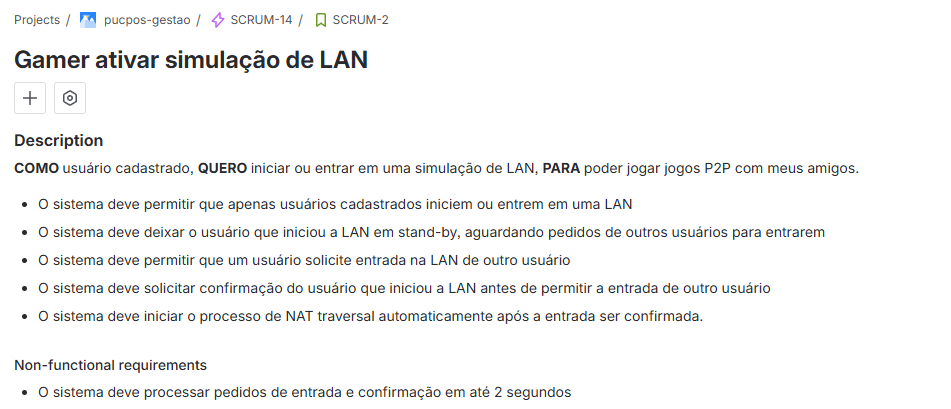 Projects / pucpos-gestao / SCRUM-14 / SCRUM-2
Gamer ativar simulação de LAN
Description
COMO usuário cadastrado, QUERO iniciar ou entrar em uma simulação de LAN, PARA poder jogar jogos P2P com meus amigos.
• O sistema deve permitir que apenas usuários cadastrados iniciem ou entrem em uma LAN
• O sistema deve deixar o usuário que iniciou a LAN em stand-by, aguardando pedidos de outros usuários para entrarem
• O sistema deve permitir que um usuário solicite entrada na LAN de outro usuário
• O sistema deve solicitar confirmação do usuário que iniciou a LAN antes de permitir a entrada de outro usuário
• O sistema deve iniciar o processo de NAT traversal automaticamente após a entrada ser confirmada.
Non-functional requirements
• O sistema deve processar pedidos de entrada e confirmação em até 2 segundos